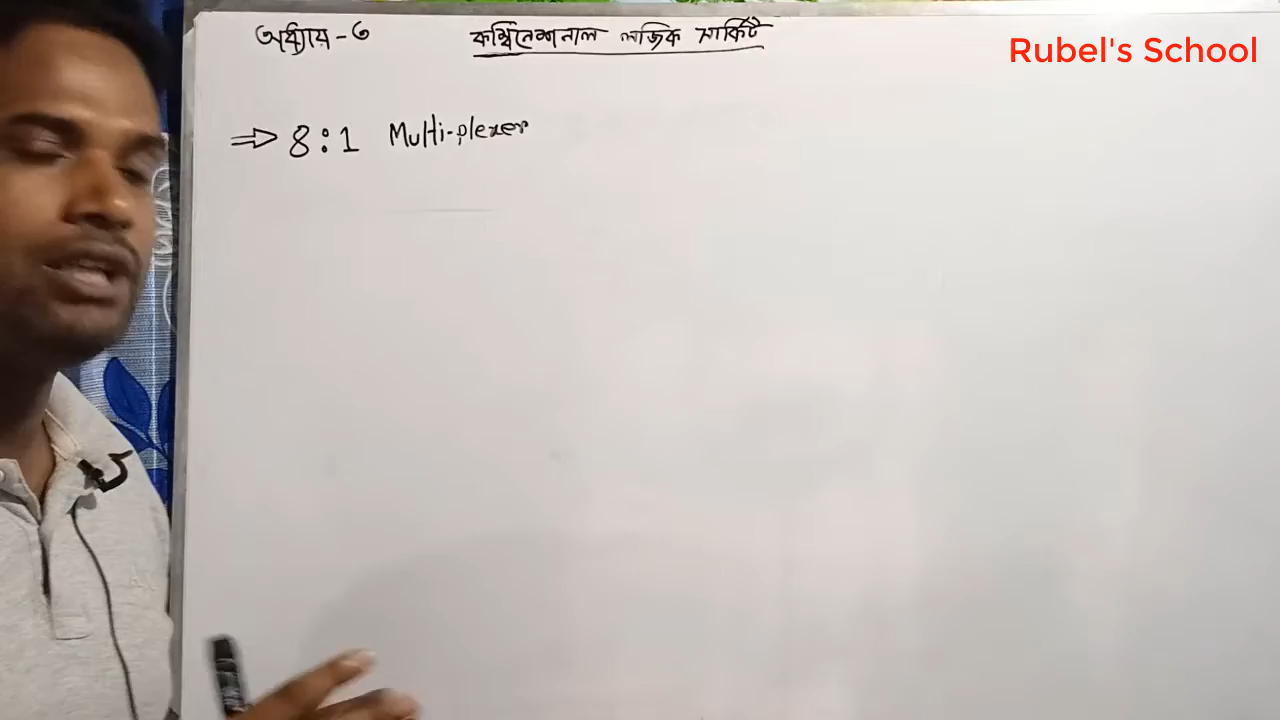 অধ্যায় - ৩ কম্বিনেশনাল লজিক সার্কিট
Rubel's School
⇒ 8:1 Multi-plexer